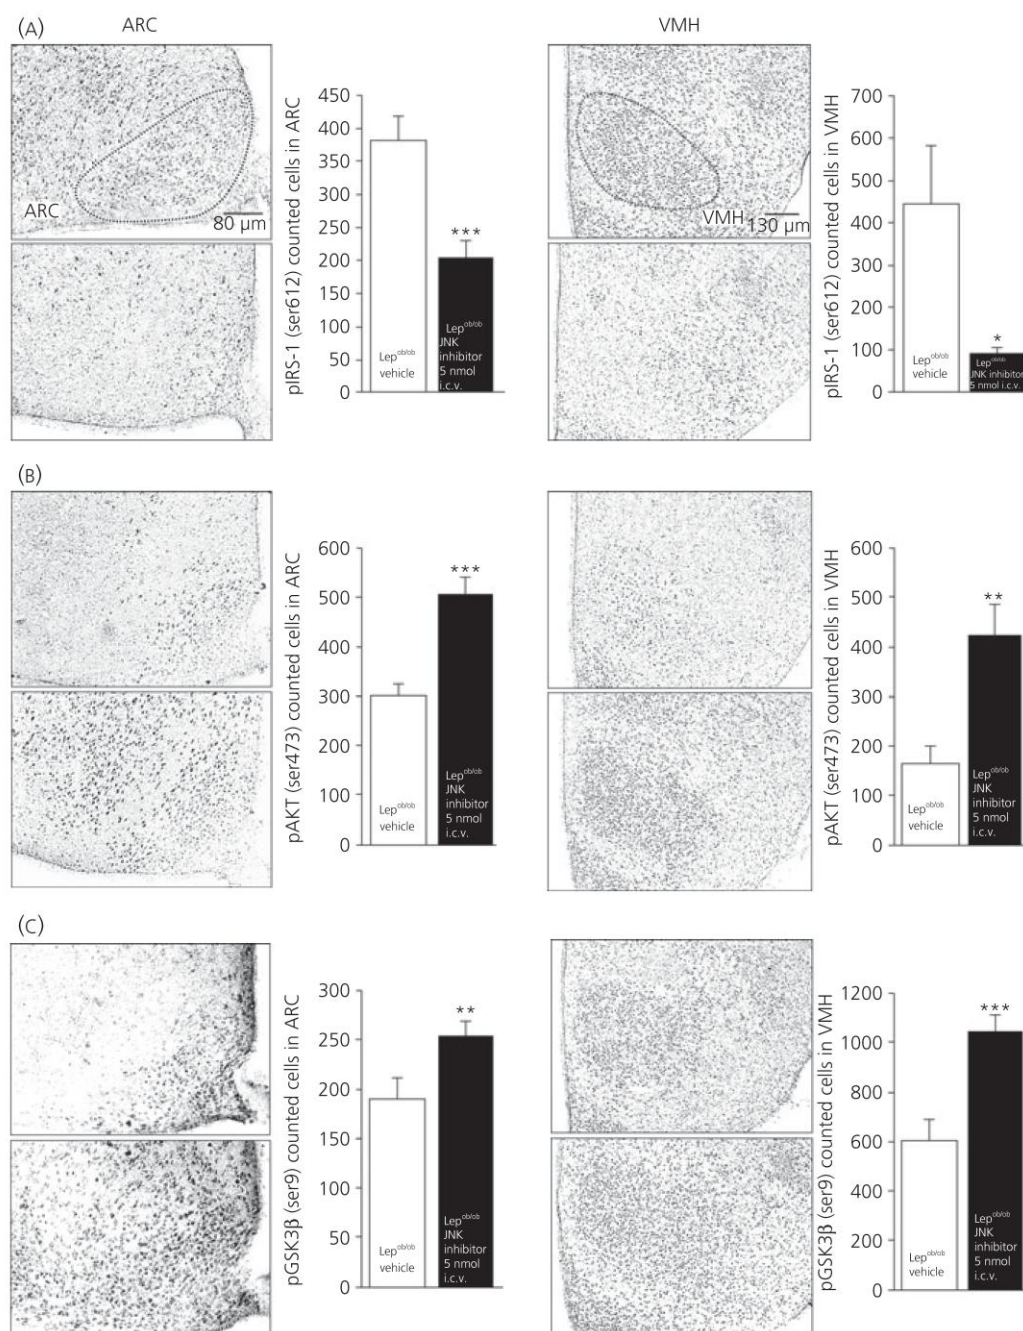 (A)
ARC
VMH
ARC
80 µm
pIRS-1 (ser612) counted cells in ARC
450
400
350
300
250
200
150
100
50
0
***
Lep^ob/ob
vehicle
Lep^ob/ob
JNK
inhibitor
5 nmol
i.c.v.
VMH
130 µm
pIRS-1 (ser612) counted cells in VMH
700
600
500
400
300
200
100
0
*
Lep^ob/ob
vehicle
Lep^ob/ob
JNK inhibitor
5 nmol i.c.v.
(B)
pAKT (ser473) counted cells in ARC
600
500
400
300
200
100
0
***
Lep^ob/ob
vehicle
Lep^ob/ob
JNK
inhibitor
5 nmol
i.c.v.
pAKT (ser473) counted cells in VMH
600
500
400
300
200
100
0
**
Lep^ob/ob
vehicle
Lep^ob/ob
JNK
inhibitor
5 nmol
i.c.v.
(C)
pGSK3β (ser9) counted cells in ARC
300
250
200
150
100
50
0
**
Lep^ob/ob
vehicle
Lep^ob/ob
JNK
inhibitor
5 nmol
i.c.v.
pGSK3β (ser9) counted cells in VMH
1200
1000
800
600
400
200
0
***
Lep^ob/ob
vehicle
Lep^ob/ob
JNK
inhibitor
5 nmol
i.c.v.